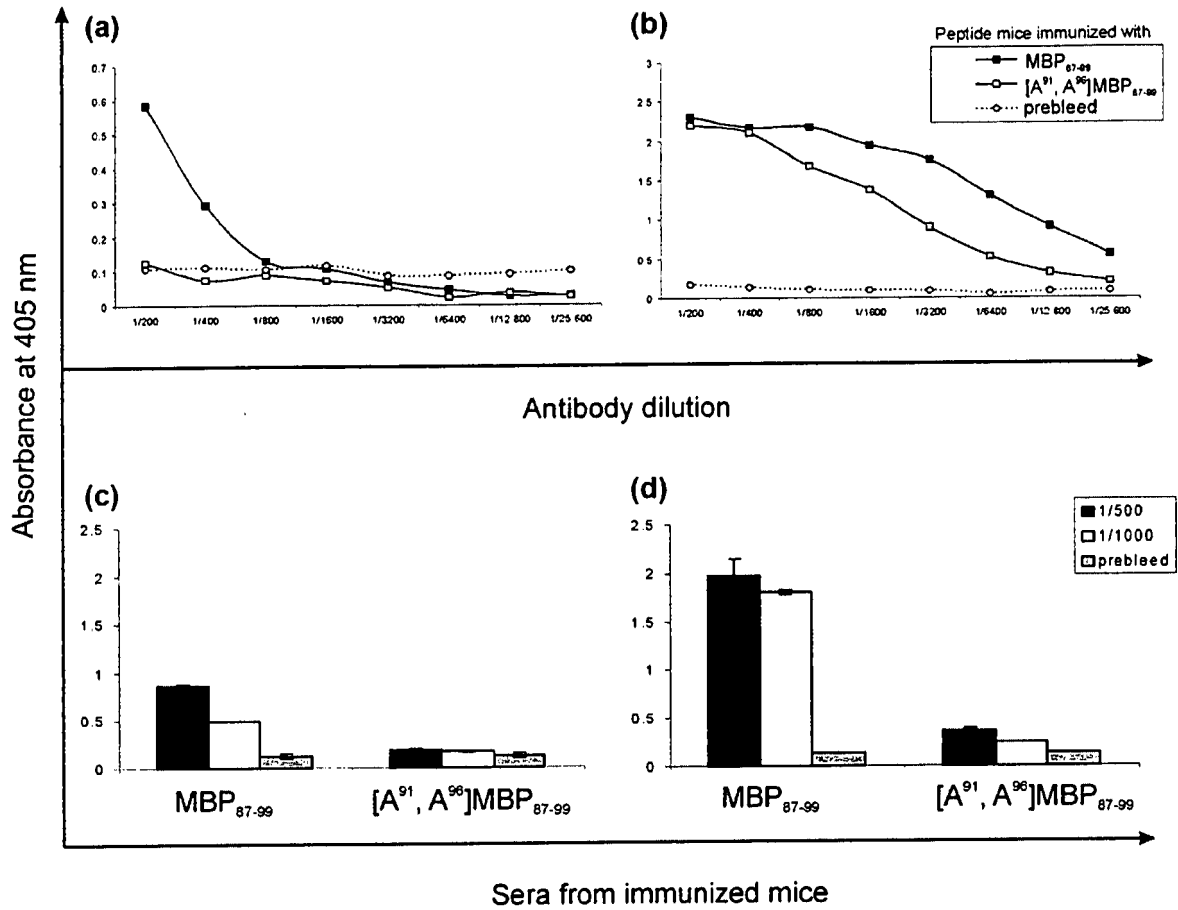 Absorbance at 405 nm
(a)
0.7
0.6
0.5
0.4
0.3
0.2
0.1
0
1/200 1/400 1/800 1/1600 1/3200 1/6400 1/12 800 1/25 600
(b)
Peptide mice immunized with
MBP87-99
[A91, A96]MBP87-99
prebleed
3
2.5
2
1.5
1
0.5
0
1/200 1/400 1/800 1/1600 1/3200 1/6400 1/12 800 1/25 600
Antibody dilution
(c)
2.5
2
1.5
1
0.5
0
MBP87-99 [A91, A96]MBP87-99
(d)
1/500
1/1000
prebleed
2.5
2
1.5
1
0.5
0
MBP87-99 [A91, A96]MBP87-99
Sera from immunized mice